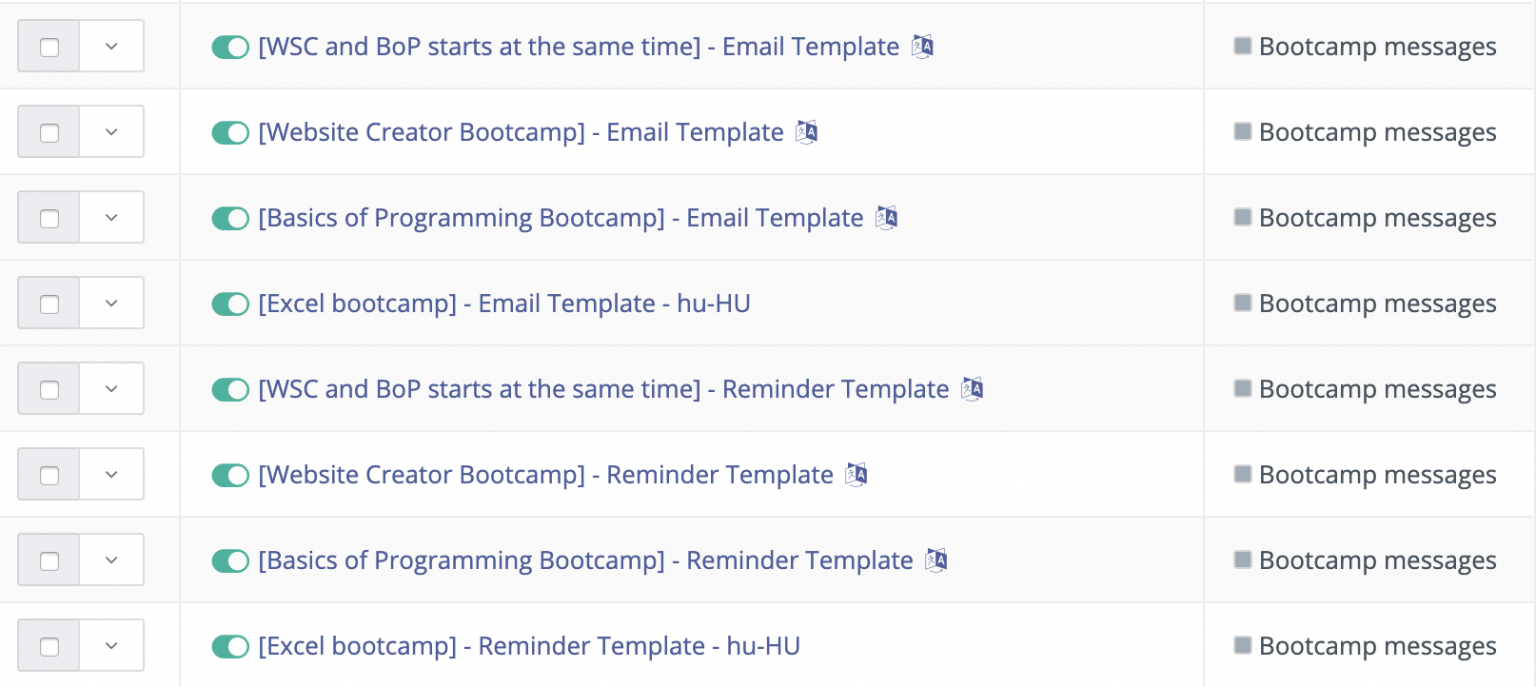 [WSC and BoP starts at the same time] - Email Template Bootcamp messages
[Website Creator Bootcamp] - Email Template Bootcamp messages
[Basics of Programming Bootcamp] - Email Template Bootcamp messages
[Excel bootcamp] - Email Template - hu-HU Bootcamp messages
[WSC and BoP starts at the same time] - Reminder Template Bootcamp messages
[Website Creator Bootcamp] - Reminder Template Bootcamp messages
[Basics of Programming Bootcamp] - Reminder Template Bootcamp messages
[Excel bootcamp] - Reminder Template - hu-HU Bootcamp messages